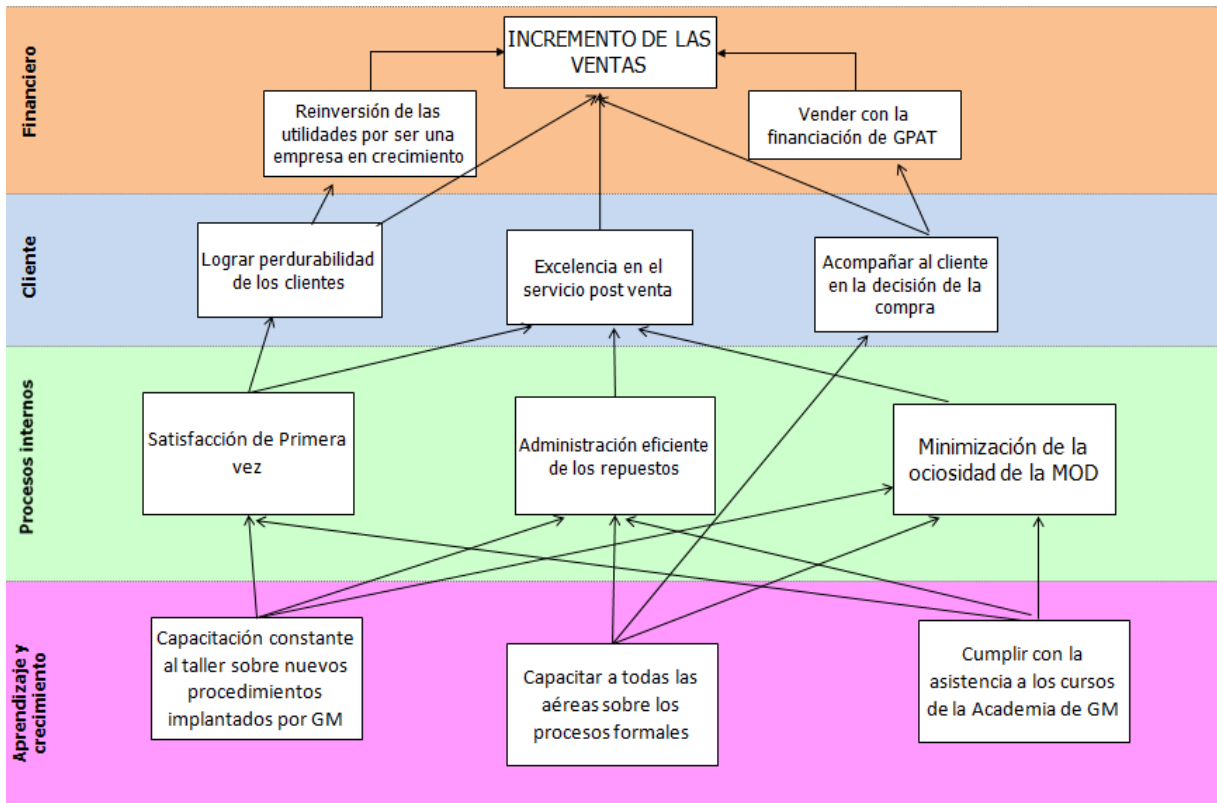 Financiero
INCREMENTO DE LAS
VENTAS
Reinversión de las
utilidades por ser una
empresa en crecimiento
Vender con la
financiación de GPAT
Cliente
Lograr perdurabilidad
de los clientes
Excelencia en el
servicio post venta
Acompañar al cliente
en la decisión de la
compra
Procesos internos
Satisfacción de Primera
vez
Administración eficiente
de los repuestos
Minimización de la
ociosidad de la MOD
Aprendizaje y
crecimiento
Capacitación constante
al taller sobre nuevos
procedimientos
implantados por GM
Capacitar a todas las
aéreas sobre los
procesos formales
Cumplir con la
asistencia a los cursos
de la Academia de GM